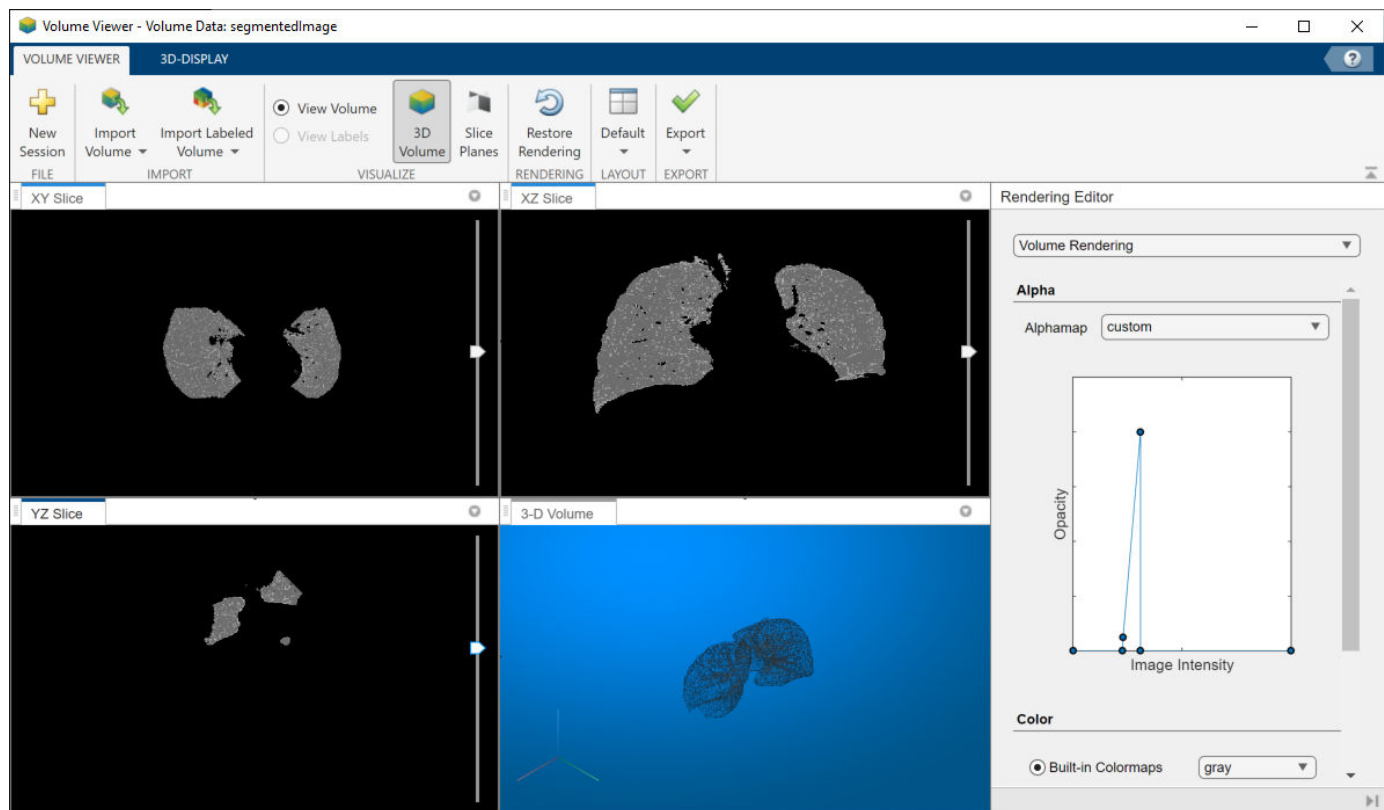 Volume Viewer - Volume Data: segmentedImage
VOLUME VIEWER 3D-DISPLAY
New Session
Import Volume
Import Labeled Volume
View Volume
View Labels
3D Volume
Slice Planes
Restore Rendering
Default
Export
FILE IMPORT VISUALIZE RENDERING LAYOUT EXPORT
XY Slice
XZ Slice
Rendering Editor
Volume Rendering
Alpha
Alphamap custom
Opacity
Image Intensity
YZ Slice
3-D Volume
Color
Built-in Colormaps gray